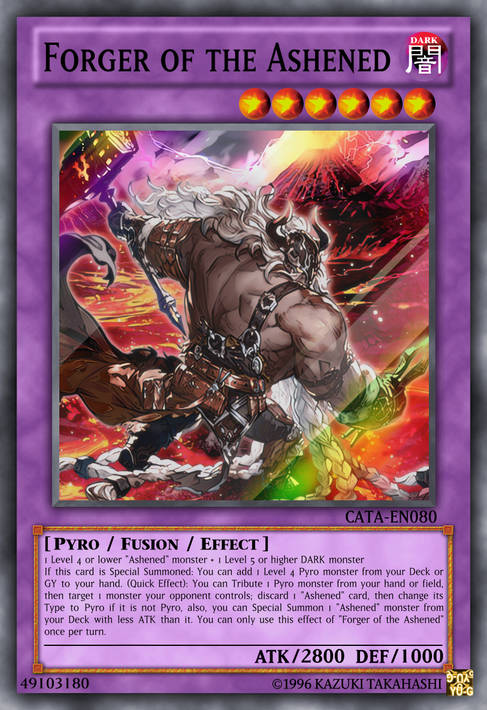 FORGER OF THE ASHENED
DARK
闇
CATA-EN080
[ PYRO / FUSION / EFFECT ]
1 Level 4 or lower "Ashened" monster + 1 Level 5 or higher DARK monster
If this card is Special Summoned: You can add 1 Level 4 Pyro monster from your Deck or
GY to your hand. (Quick Effect): You can Tribute 1 Pyro monster from your hand or field,
then target 1 monster your opponent controls; discard 1 "Ashened" card, then change its
Type to Pyro if it is not Pyro, also, you can Special Summon 1 "Ashened" monster from
your Deck with less ATK than it. You can only use this effect of "Forger of the Ashened"
once per turn.
ATK/2800 DEF/1000
49103180
©1996 KAZUKI TAKAHASHI